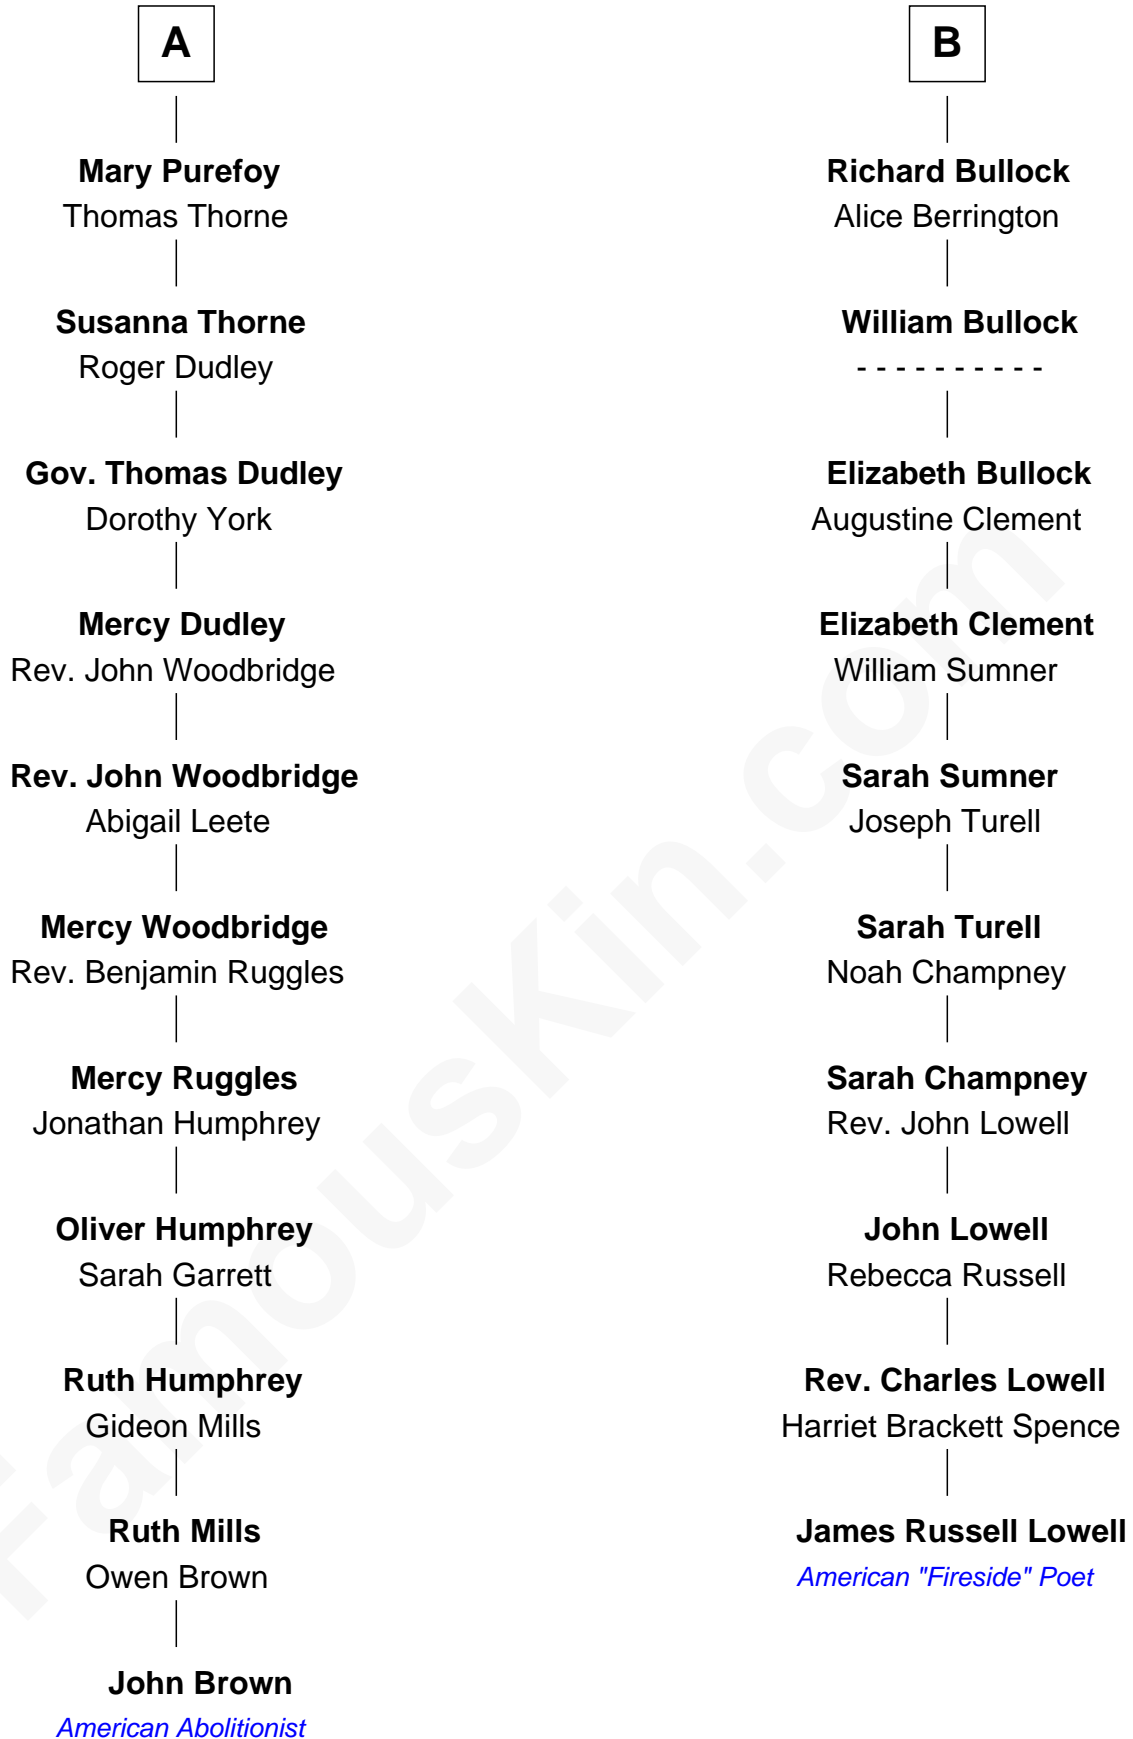 A
Mary Purefoy
Thomas Thorne
Susanna Thorne
Roger Dudley
Gov. Thomas Dudley
Dorothy York
Mercy Dudley
Rev. John Woodbridge
Rev. John Woodbridge
Abigail Leete
Mercy Woodbridge
Rev. Benjamin Ruggles
Mercy Ruggles
Jonathan Humphrey
Oliver Humphrey
Sarah Garrett
Ruth Humphrey
Gideon Mills
Ruth Mills
Owen Brown
John Brown
American Abolitionist
B
Richard Bullock
Alice Berrington
William Bullock
- - - - - - - - - -
Elizabeth Bullock
Augustine Clement
Elizabeth Clement
William Sumner
Sarah Sumner
Joseph Turell
Sarah Turell
Noah Champney
Sarah Champney
Rev. John Lowell
John Lowell
Rebecca Russell
Rev. Charles Lowell
Harriet Brackett Spence
James Russell Lowell
American "Fireside" Poet
FamousKin.com